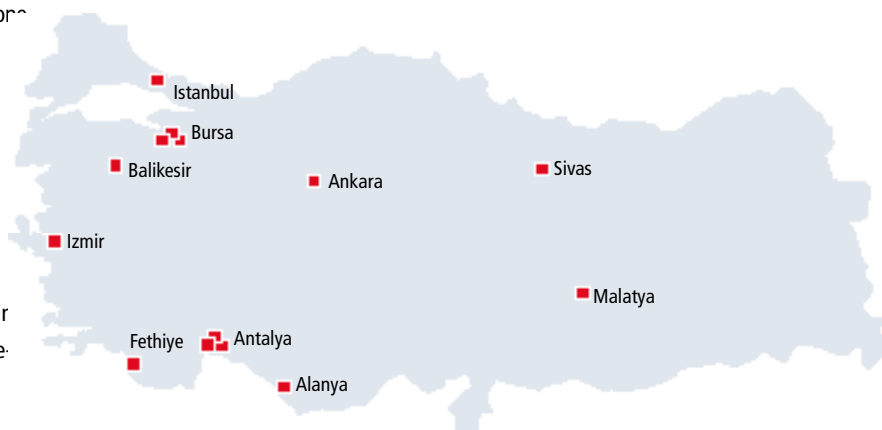 Istanbul
Bursa
Balikesir
Ankara
Sivas
Izmir
Malatya
Fethiye
Antalya
Alanya